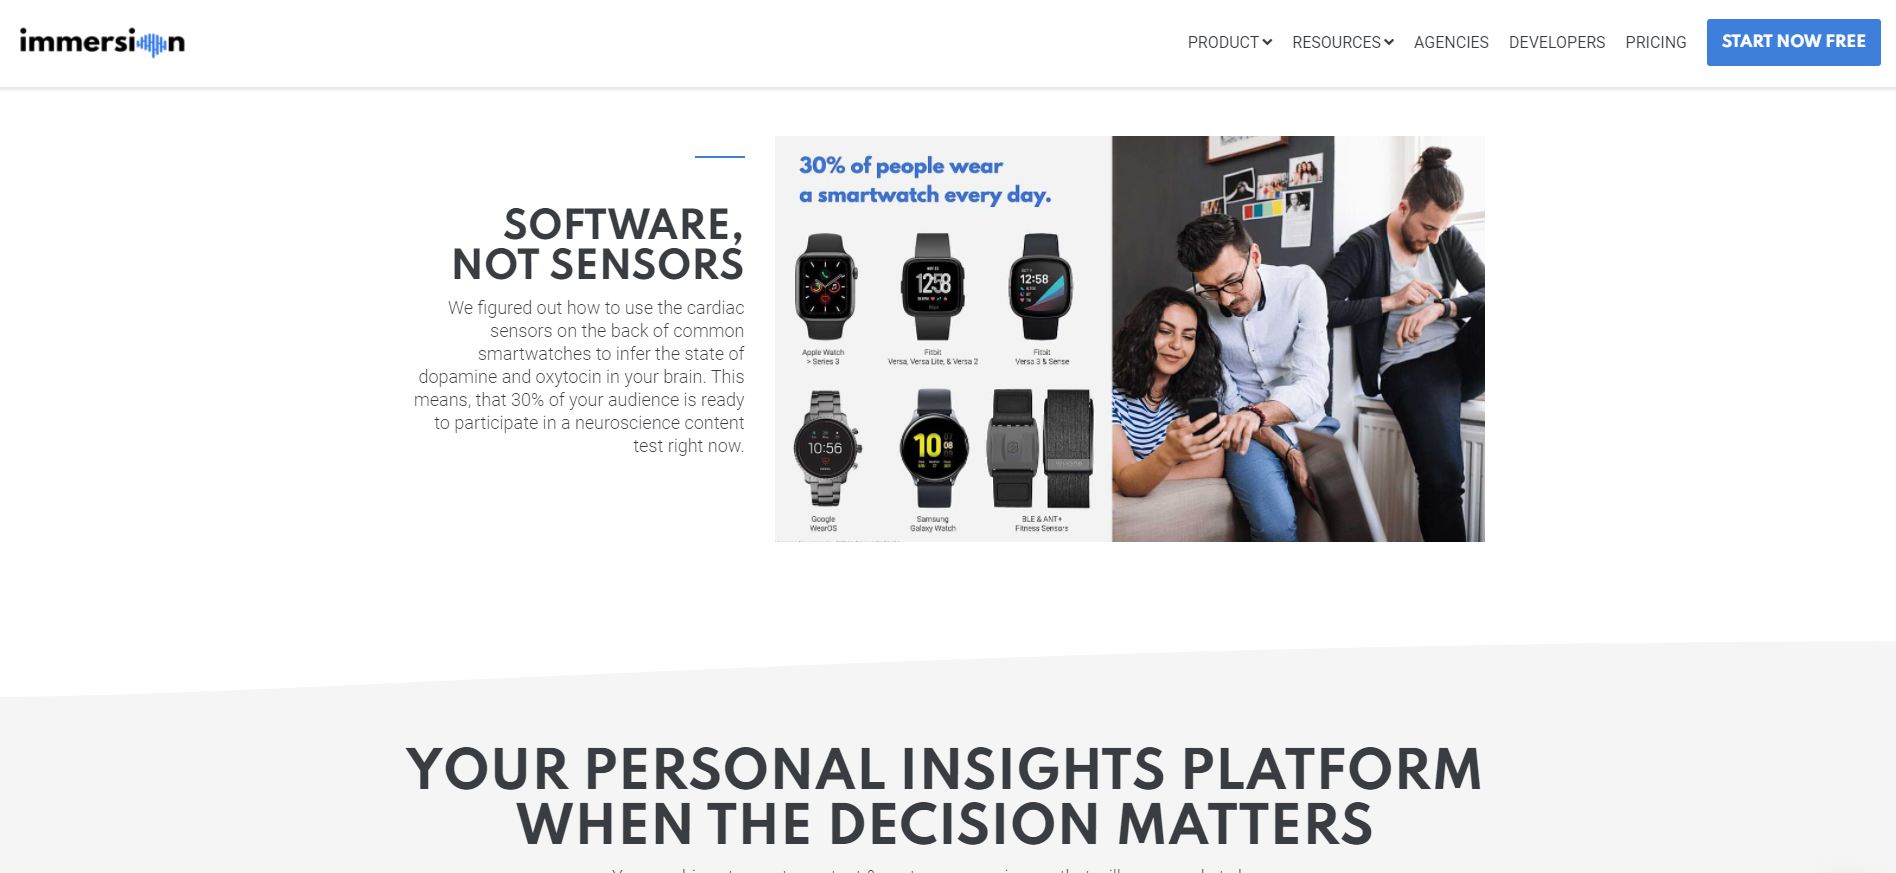 immersion
PRODUCT
RESOURCES
AGENCIES
DEVELOPERS
PRICING
START NOW FREE
SOFTWARE,
NOT SENSORS
We figured out how to use the cardiac
sensors on the back of common
smartwatches to infer the state of
dopamine and oxytocin in your brain. This
means, that 30% of your audience is ready
to participate in a neuroscience content
test right now.
30% of people wear
a smartwatch every day.
12:58
12:58
Apple Watch
> Series 3
Fitbit
Versa, Versa Lite, & Versa 2
Fitbit
Versa 3 & Sense
10:56
10
08
Google
WearOS
Samsung
Galaxy Watch
BLE & ANT+
Fitness Sensors
YOUR PERSONAL INSIGHTS PLATFORM
WHEN THE DECISION MATTERS